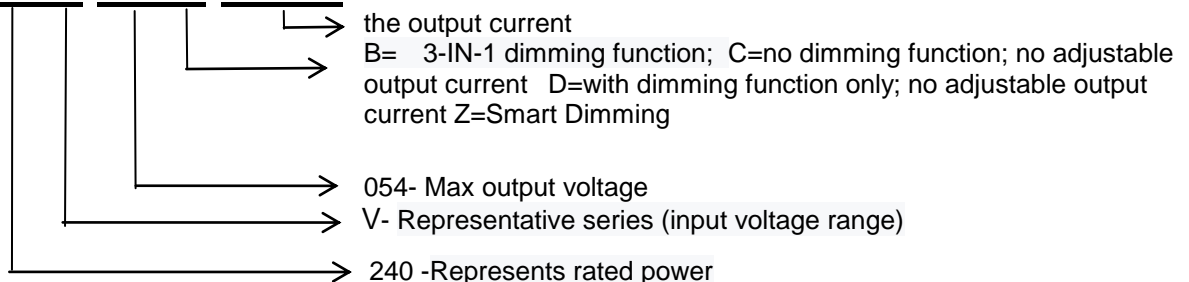 the output current
B= 3-IN-1 dimming function; C=no dimming function; no adjustable
output current D=with dimming function only; no adjustable output
current Z=Smart Dimming
054- Max output voltage
V- Representative series (input voltage range)
240 -Represents rated power